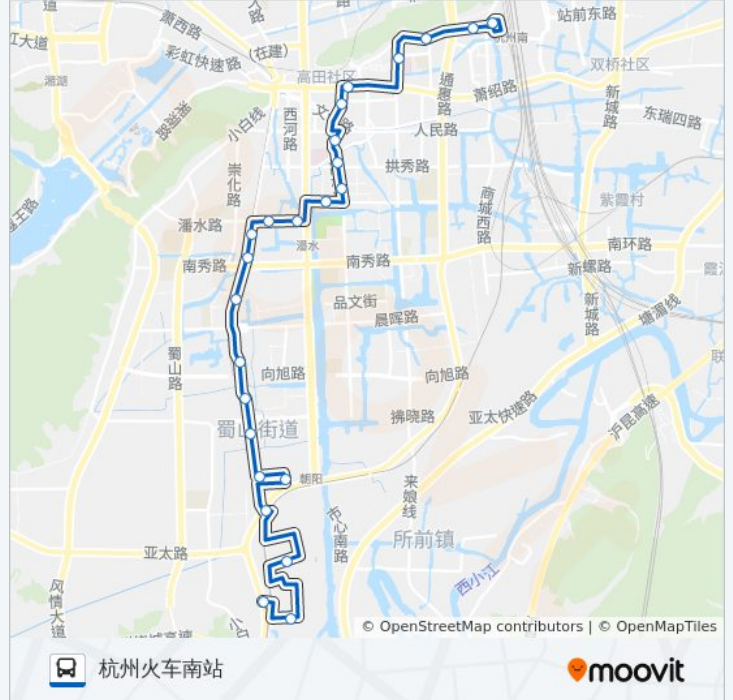 站前东路
萧西路
江大道
彩虹快速路（在建）
杭州南
湘湖
高田社区
双桥社区
通惠路
萧绍路
新城路
小白线
西河路
人民路
东瑞四路
崇化路
拱秀路
商城西路
紫霞村
潘水路
潘水
南环路
南秀路
南秀路
新螺路
品文街
新城路
塘湄线
晨晖路
蜀山路
向旭路
向旭路
拂晓路
亚太快速路
沪昆高速
蜀山街道
朝阳
来娘线
市心南路
所前镇
亚太路
西小江
风情大道
© OpenStreetMap contributors | © OpenMapTiles
杭州火车南站
moovit